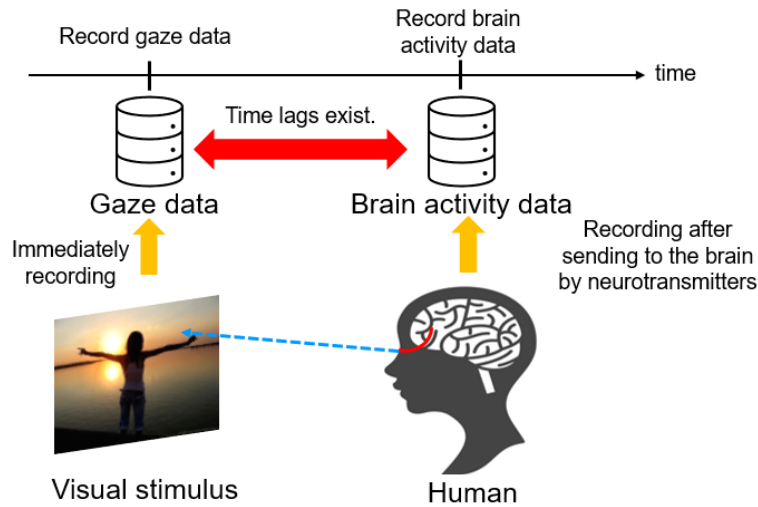 Record gaze data
Record brain
activity data
time
Time lags exist.
Gaze data
Brain activity data
Immediately
recording
Recording after
sending to the brain
by neurotransmitters
Visual stimulus
Human